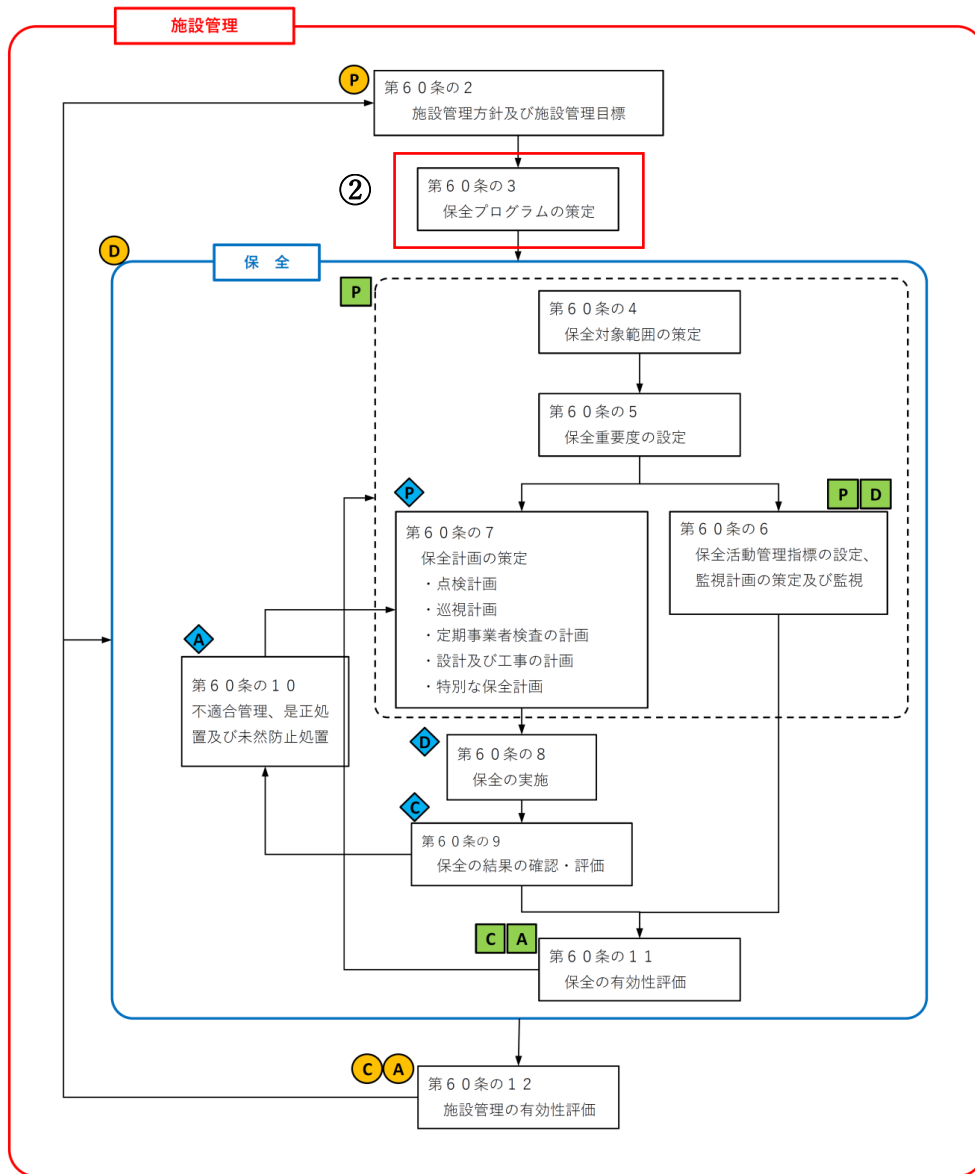 施設管理
P
第６０条の２
施設管理方針及び施設管理目標
②
第６０条の３
保全プログラムの策定
D
保　全
P
第６０条の４
保全対象範囲の策定
第６０条の５
保全重要度の設定
P
第６０条の７
保全計画の策定
・点検計画
・巡視計画
・定期事業者検査の計画
・設計及び工事の計画
・特別な保全計画
P D
第６０条の６
保全活動管理指標の設定、
監視計画の策定及び監視
A
第６０条の１０
不適合管理、是正処
置及び未然防止処置
D
第６０条の８
保全の実施
C
第６０条の９
保全の結果の確認・評価
C A
第６０条の１１
保全の有効性評価
C A
第６０条の１２
施設管理の有効性評価